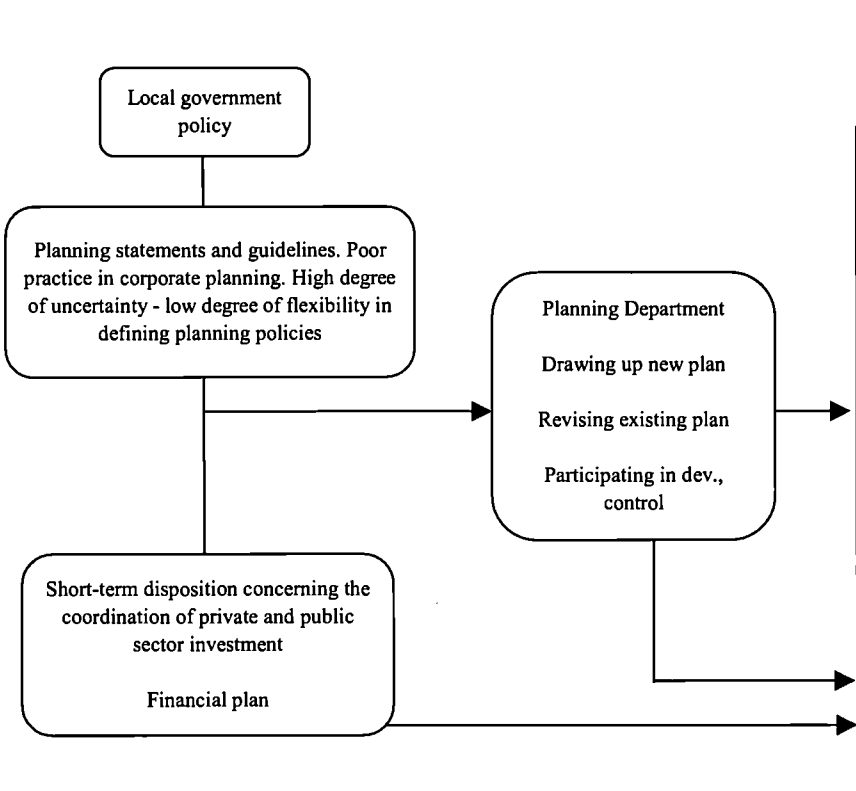 Local government
policy
Planning statements and guidelines. Poor
practice in corporate planning. High degree
of uncertainty - low degree of flexibility in
defining planning policies
Planning Department
Drawing up new plan
Revising existing plan
Participating in dev.,
control
Short-term disposition concerning the
coordination of private and public
sector investment
Financial plan